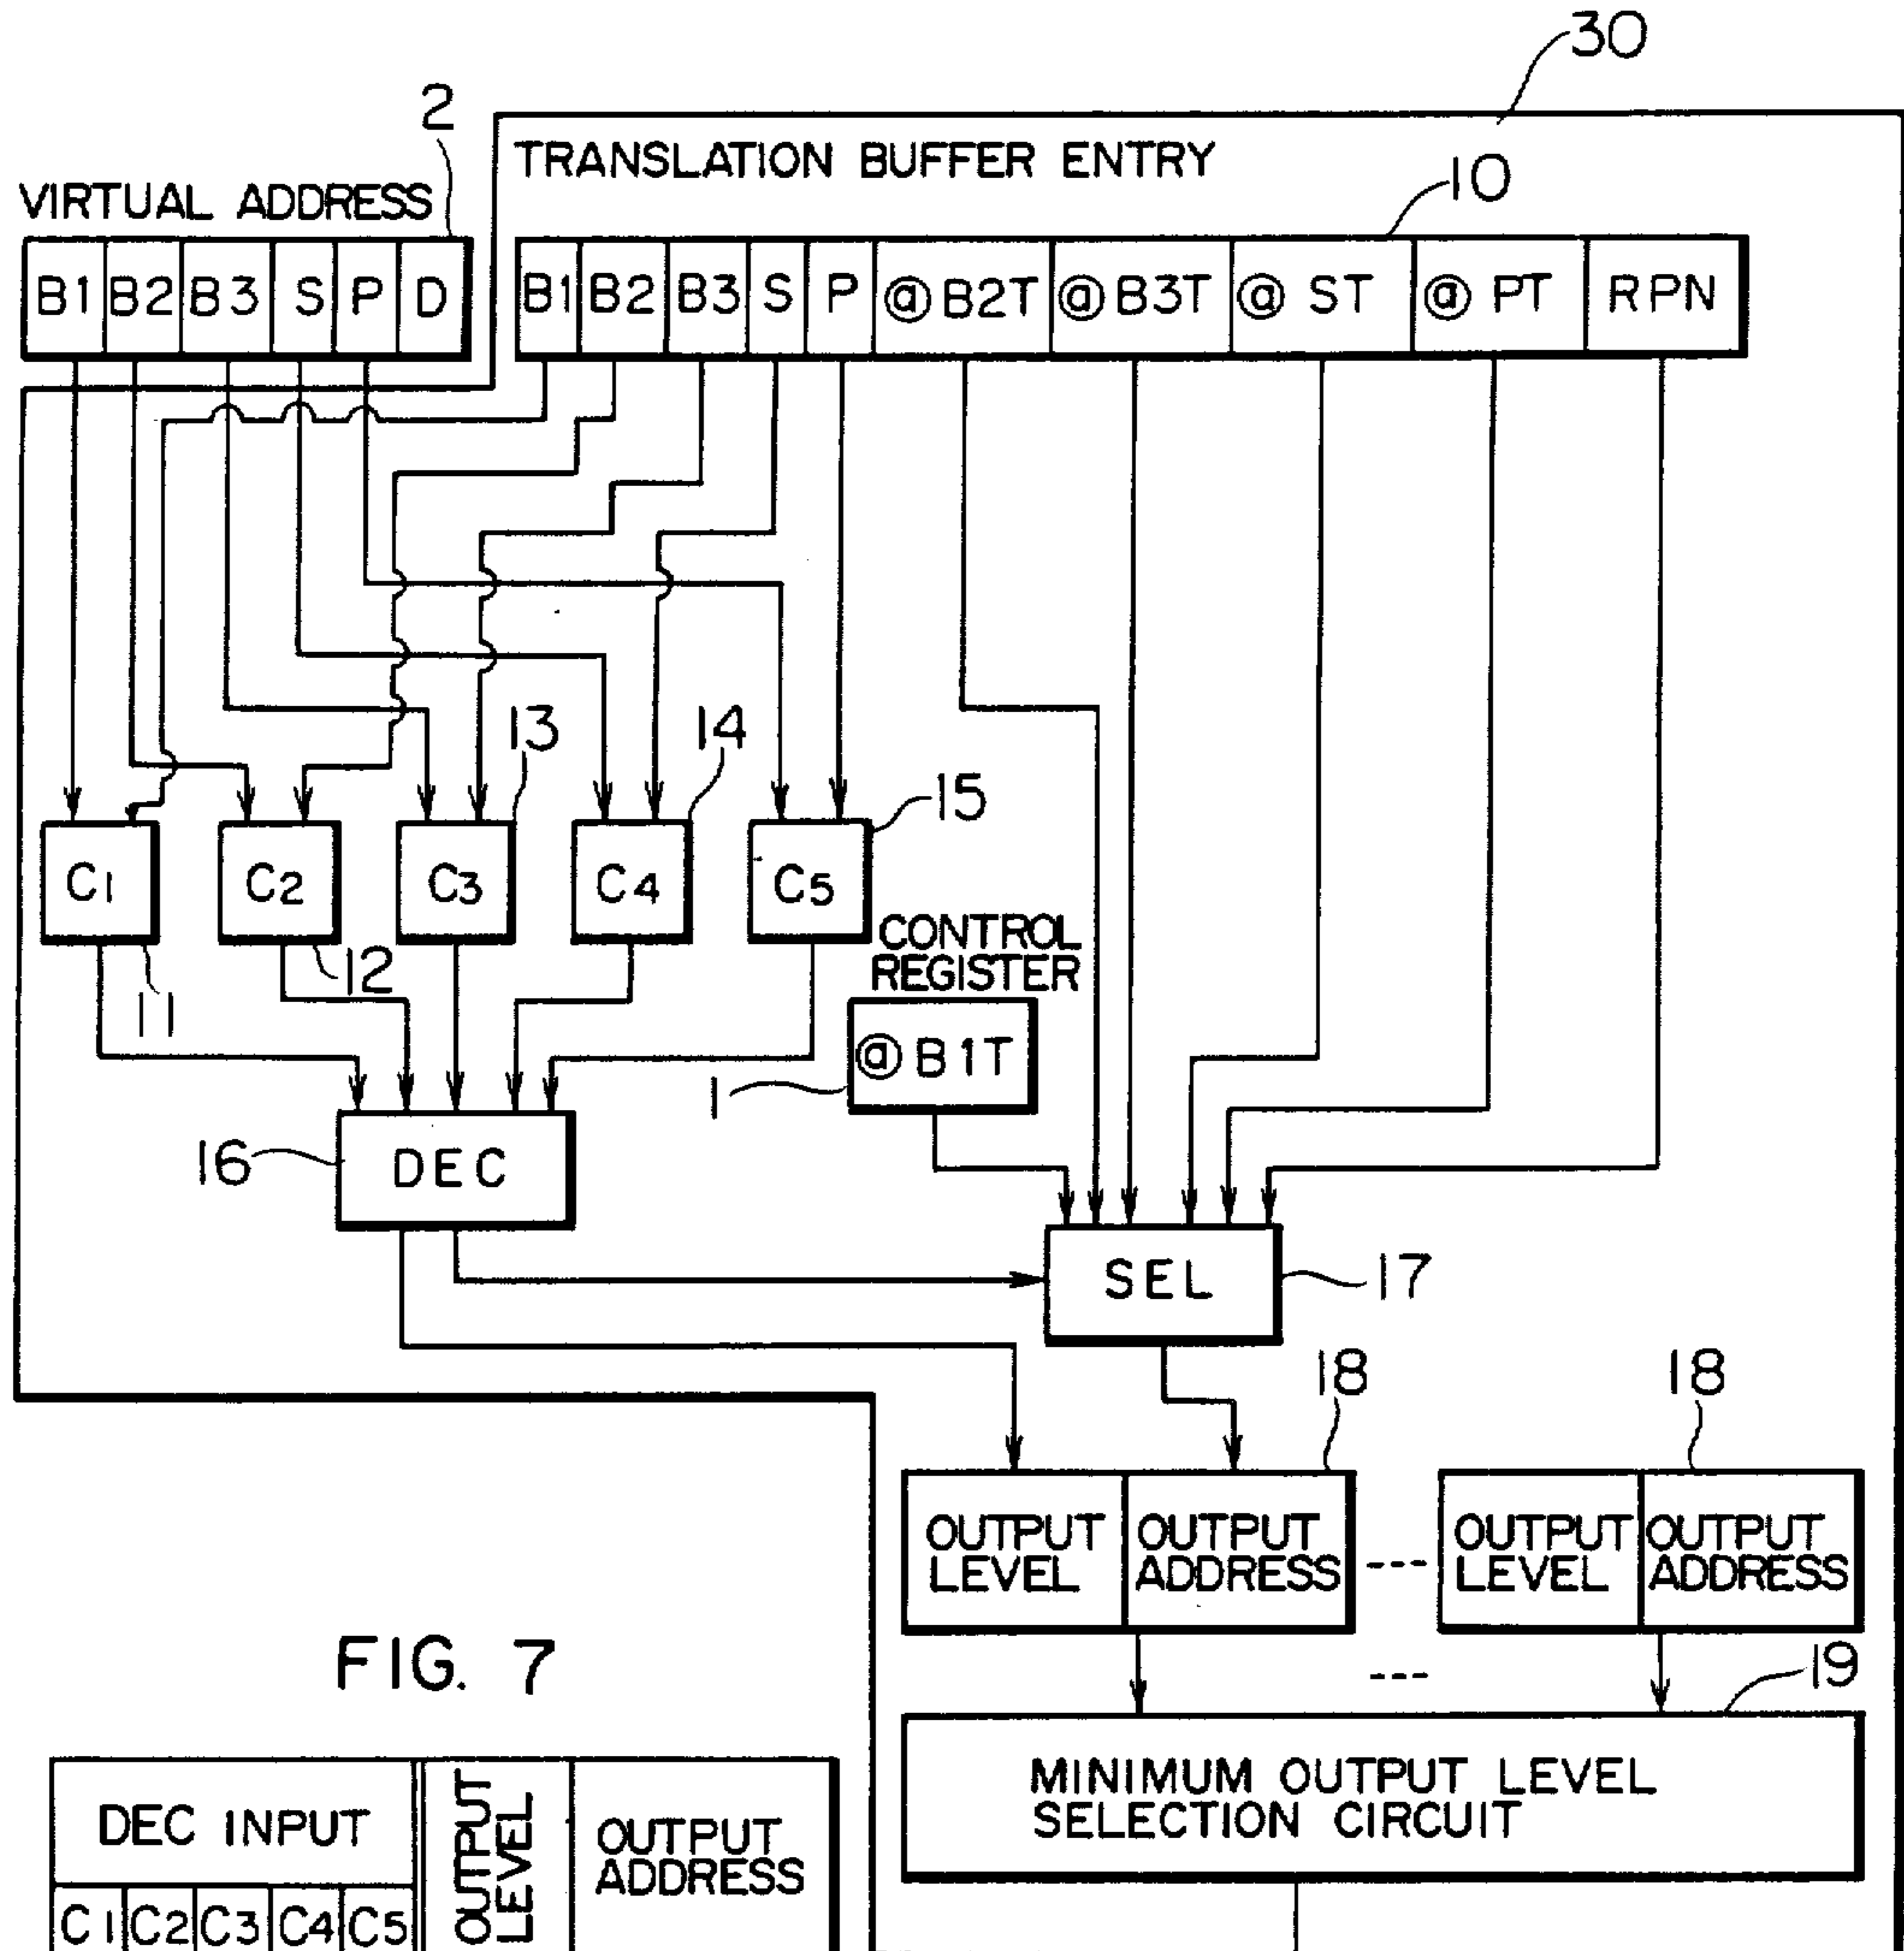 30
2
TRANSLATION BUFFER ENTRY
10
VIRTUAL ADDRESS
B1 B2 B3 S P D
B1 B2 B3 S P @B2T @B3T @ ST @ PT RPN
13
14
15
C1 C2 C3 C4 C5
CONTROL
REGISTER
11
12
@B1T
1
16
DEC
SEL
17
18
18
OUTPUT
LEVEL
OUTPUT
ADDRESS
---
OUTPUT
LEVEL
OUTPUT
ADDRESS
---
19
MINIMUM OUTPUT LEVEL
SELECTION CIRCUIT
FIG. 7
DEC INPUT
OUTPUT
LEVEL
OUTPUT
ADDRESS
C1 C2 C3 C4 C5